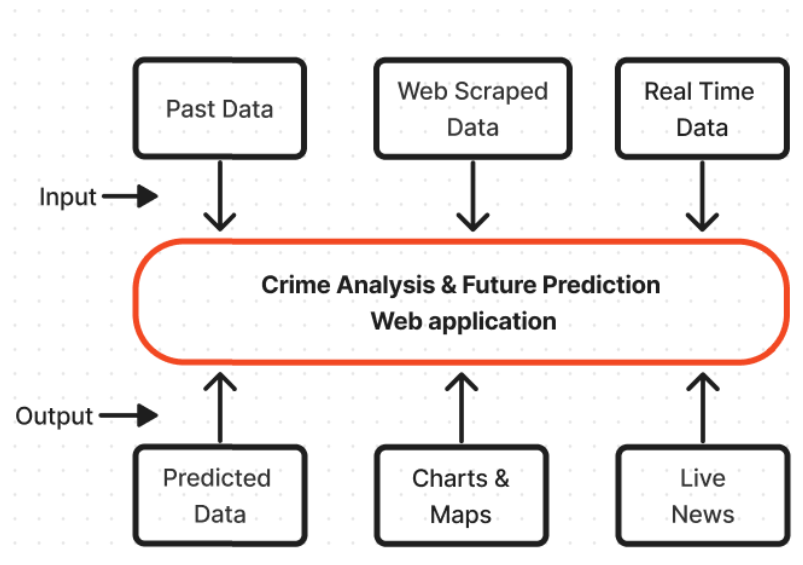 Past Data
Web Scraped
Data
Real Time
Data
Input
Crime Analysis & Future Prediction
Web application
Output
Predicted
Data
Charts &
Maps
Live
News